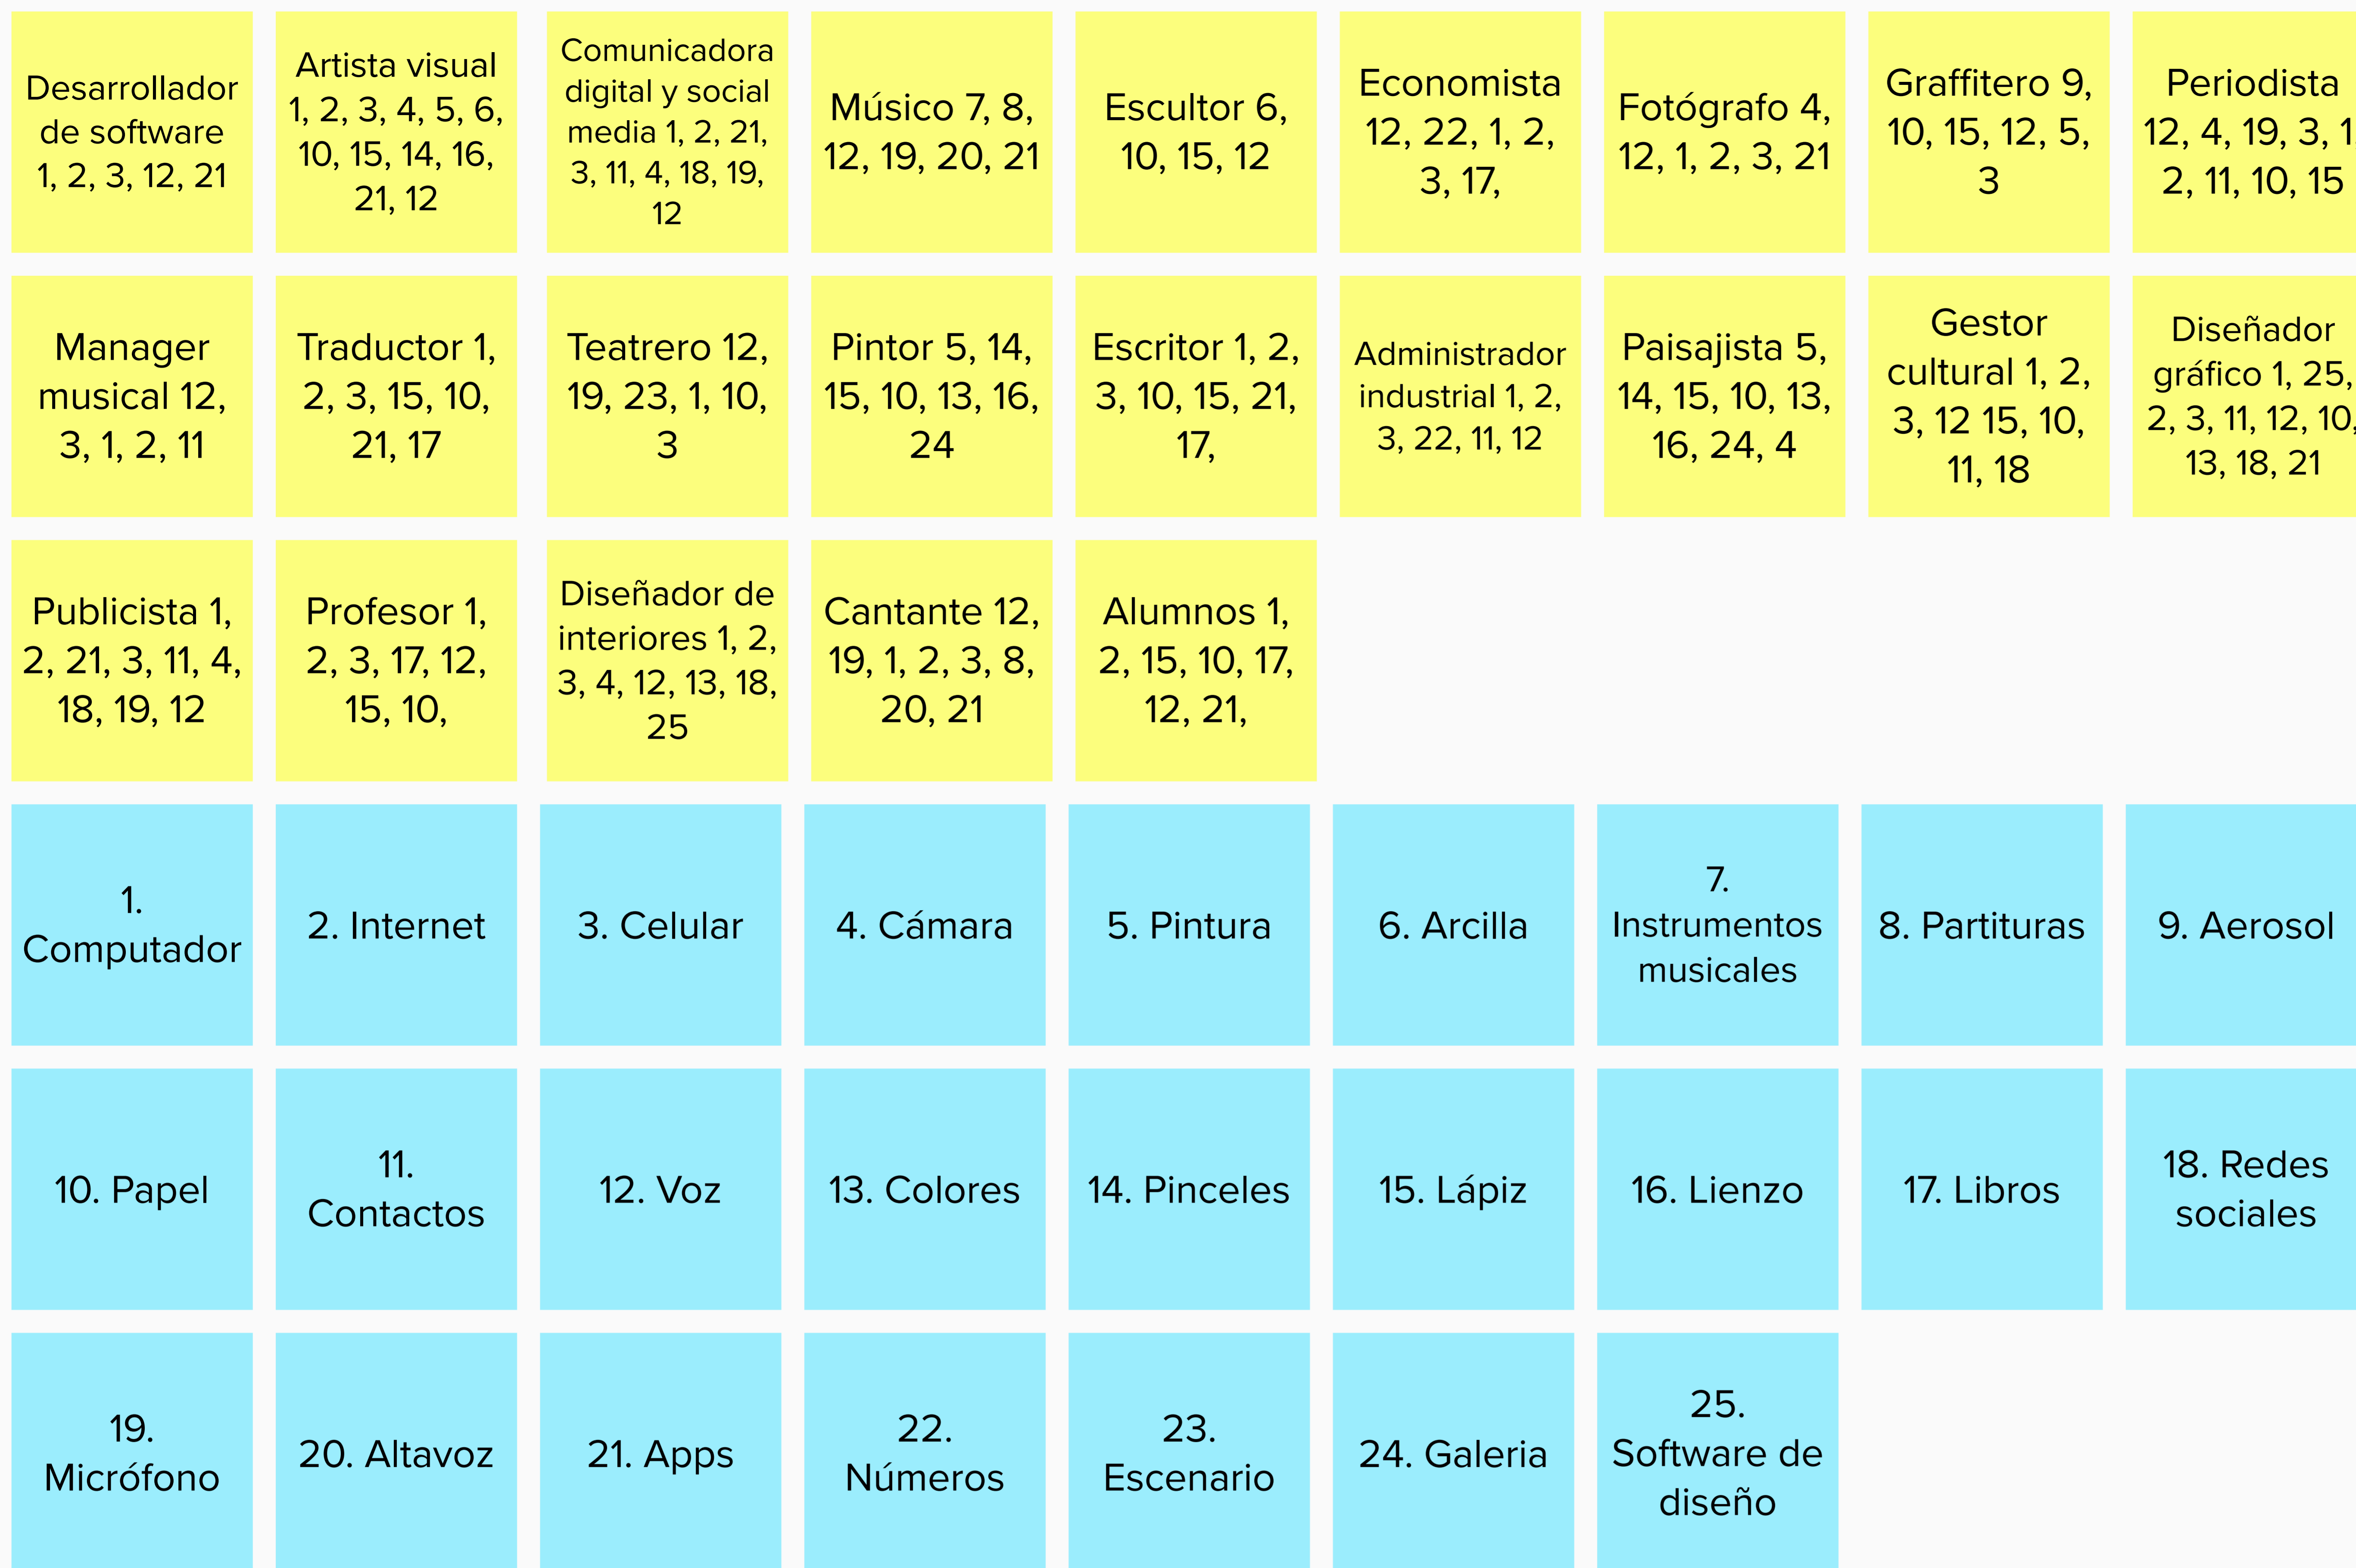 Desarrollador
de software
1, 2, 3, 12, 21
Artista visual
1, 2, 3, 4, 5, 6,
10, 15, 14, 16,
21, 12
Comunicadora
digital y social
media 1, 2, 21,
3, 11, 4, 18, 19,
12
Músico 7, 8,
12, 19, 20, 21
Escultor 6,
10, 15, 12
Economista
12, 22, 1, 2,
3, 17,
Fotógrafo 4,
12, 1, 2, 3, 21
Graffitero 9,
10, 15, 12, 5,
3
Periodista
12, 4, 19, 3, 1,
2, 11, 10, 15
Manager
musical 12,
3, 1, 2, 11
Traductor 1,
2, 3, 15, 10,
21, 17
Teatrero 12,
19, 23, 1, 10,
3
Pintor 5, 14,
15, 10, 13, 16,
24
Escritor 1, 2,
3, 10, 15, 21,
17,
Administrador
industrial 1, 2,
3, 22, 11, 12
Paisajista 5,
14, 15, 10, 13,
16, 24, 4
Gestor
cultural 1, 2,
3, 12 15, 10,
11, 18
Diseñador
gráfico 1, 25,
2, 3, 11, 12, 10,
13, 18, 21
Publicista 1,
2, 21, 3, 11, 4,
18, 19, 12
Profesor 1,
2, 3, 17, 12,
15, 10,
Diseñador de
interiores 1, 2,
3, 4, 12, 13, 18,
25
Cantante 12,
19, 1, 2, 3, 8,
20, 21
Alumnos 1,
2, 15, 10, 17,
12, 21,
1.
Computador
2. Internet
3. Celular
4. Cámara
5. Pintura
6. Arcilla
7.
Instrumentos
musicales
8. Partituras
9. Aerosol
10. Papel
11.
Contactos
12. Voz
13. Colores
14. Pinceles
15. Lápiz
16. Lienzo
17. Libros
18. Redes
sociales
19.
Micrófono
20. Altavoz
21. Apps
22.
Números
23.
Escenario
24. Galeria
25.
Software de
diseño